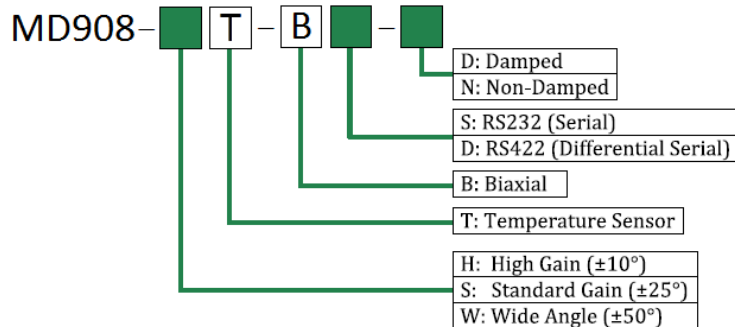 MD908-   T - B   -
D: Damped
N: Non-Damped
S: RS232 (Serial)
D: RS422 (Differential Serial)
B: Biaxial
T: Temperature Sensor
H: High Gain (±10°)
S: Standard Gain (±25°)
W: Wide Angle (±50°)